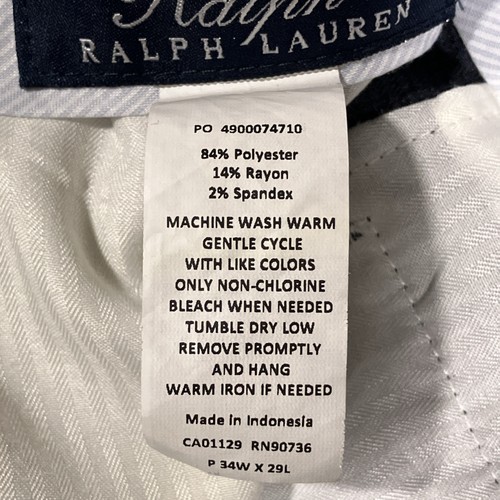 Ralph
RALPH LAUREN
PO 4900074710
84% Polyester
14% Rayon
2% Spandex
MACHINE WASH WARM
GENTLE CYCLE
WITH LIKE COLORS
ONLY NON-CHLORINE
BLEACH WHEN NEEDED
TUMBLE DRY LOW
REMOVE PROMPTLY
AND HANG
WARM IRON IF NEEDED
Made in Indonesia
CA01129 RN90736
P 34W X 29L